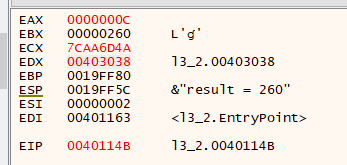 EAX 0000000C
EBX 00000260 L'ɠ'
ECX 7CAA6D4A
EDX 00403038 l3_2.00403038
EBP 0019FF80
ESP 0019FF5C &"result = 260"
ESI 00000002
EDI 00401163 <l3_2.EntryPoint>
EIP 0040114B l3_2.0040114B